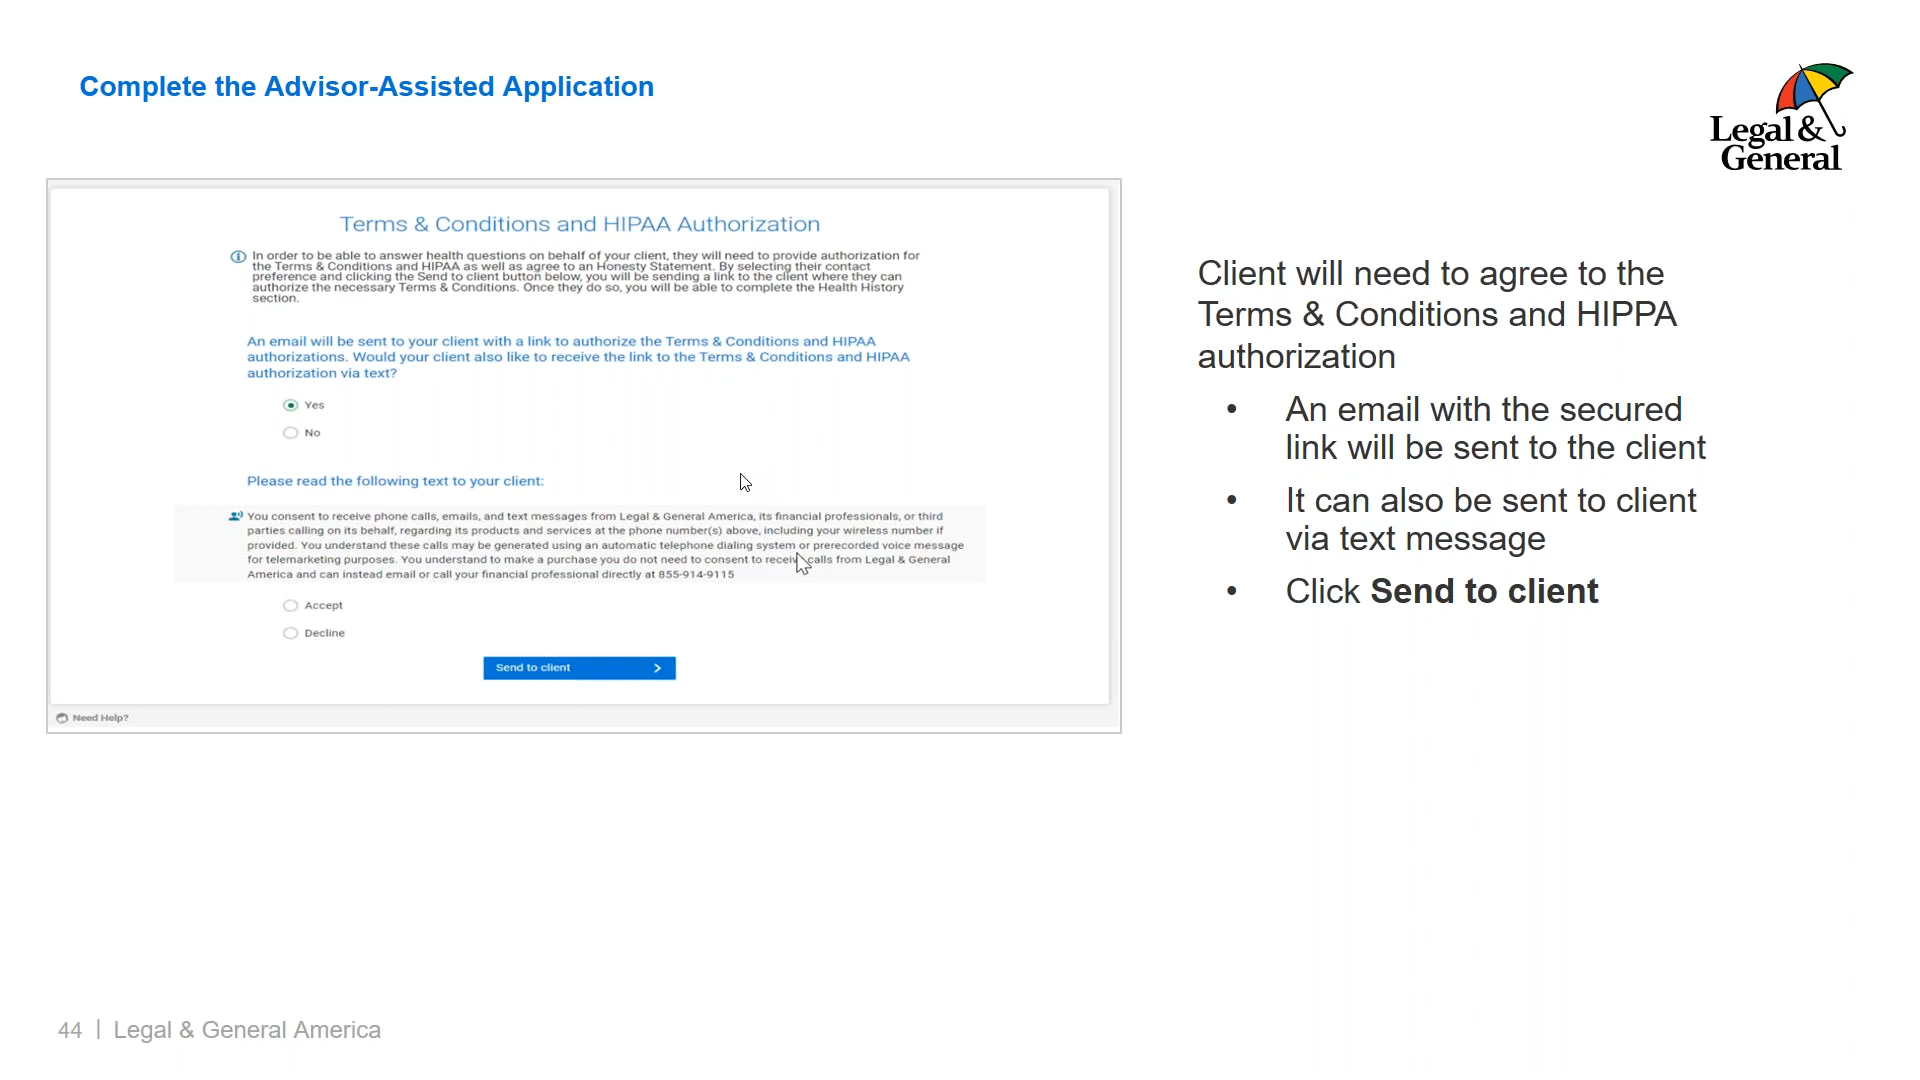 Complete the Advisor-Assisted Application
Legal &
General
Terms & Conditions and HIPAA Authorization
In order to be able to answer health questions on behalf of your client, they will need to provide authorization for
the Terms & Conditions and HIPAA as well as agree to an Honesty Statement. By selecting their contact
preference and clicking the Send to client button below, you will be sending a link to the client where they can
authorize the necessary Terms & Conditions. Once they do so, you will be able to complete the Health History
section.
An email will be sent to your client with a link to authorize the Terms & Conditions and HIPAA
authorizations. Would your client also like to receive the link to the Terms & Conditions and HIPAA
authorization via text?
Yes
No
Please read the following text to your client:
You consent to receive phone calls, emails, and text messages from Legal & General America, its financial professionals, or third
parties calling on its behalf, regarding its products and services at the phone number(s) above, including your wireless number if
provided. You understand these calls may be generated using an automatic telephone dialing system or prerecorded voice message
for telemarketing purposes. You understand to make a purchase you do not need to consent to receive calls from Legal & General
America and can instead email or call your financial professional directly at 855-914-9115
Accept
Decline
Send to client
Need Help?
Client will need to agree to the
Terms & Conditions and HIPPA
authorization
• An email with the secured
link will be sent to the client
• It can also be sent to client
via text message
• Click Send to client
44 | Legal & General America